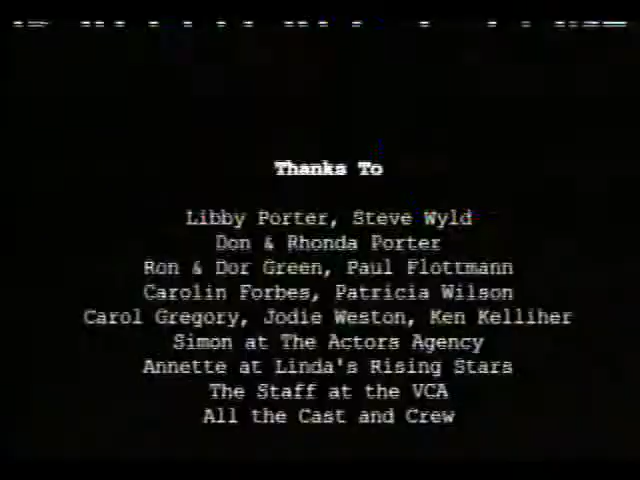 Thanks To
Libby Porter, Steve Wyld
Don & Rhonda Porter
Ron & Dor Green, Paul Flottmann
Carolin Forbes, Patricia Wilson
Carol Gregory, Jodie Weston, Ken Kelliher
Simon at The Actors Agency
Annette at Linda's Rising Stars
The Staff at the VCA
All the Cast and Crew